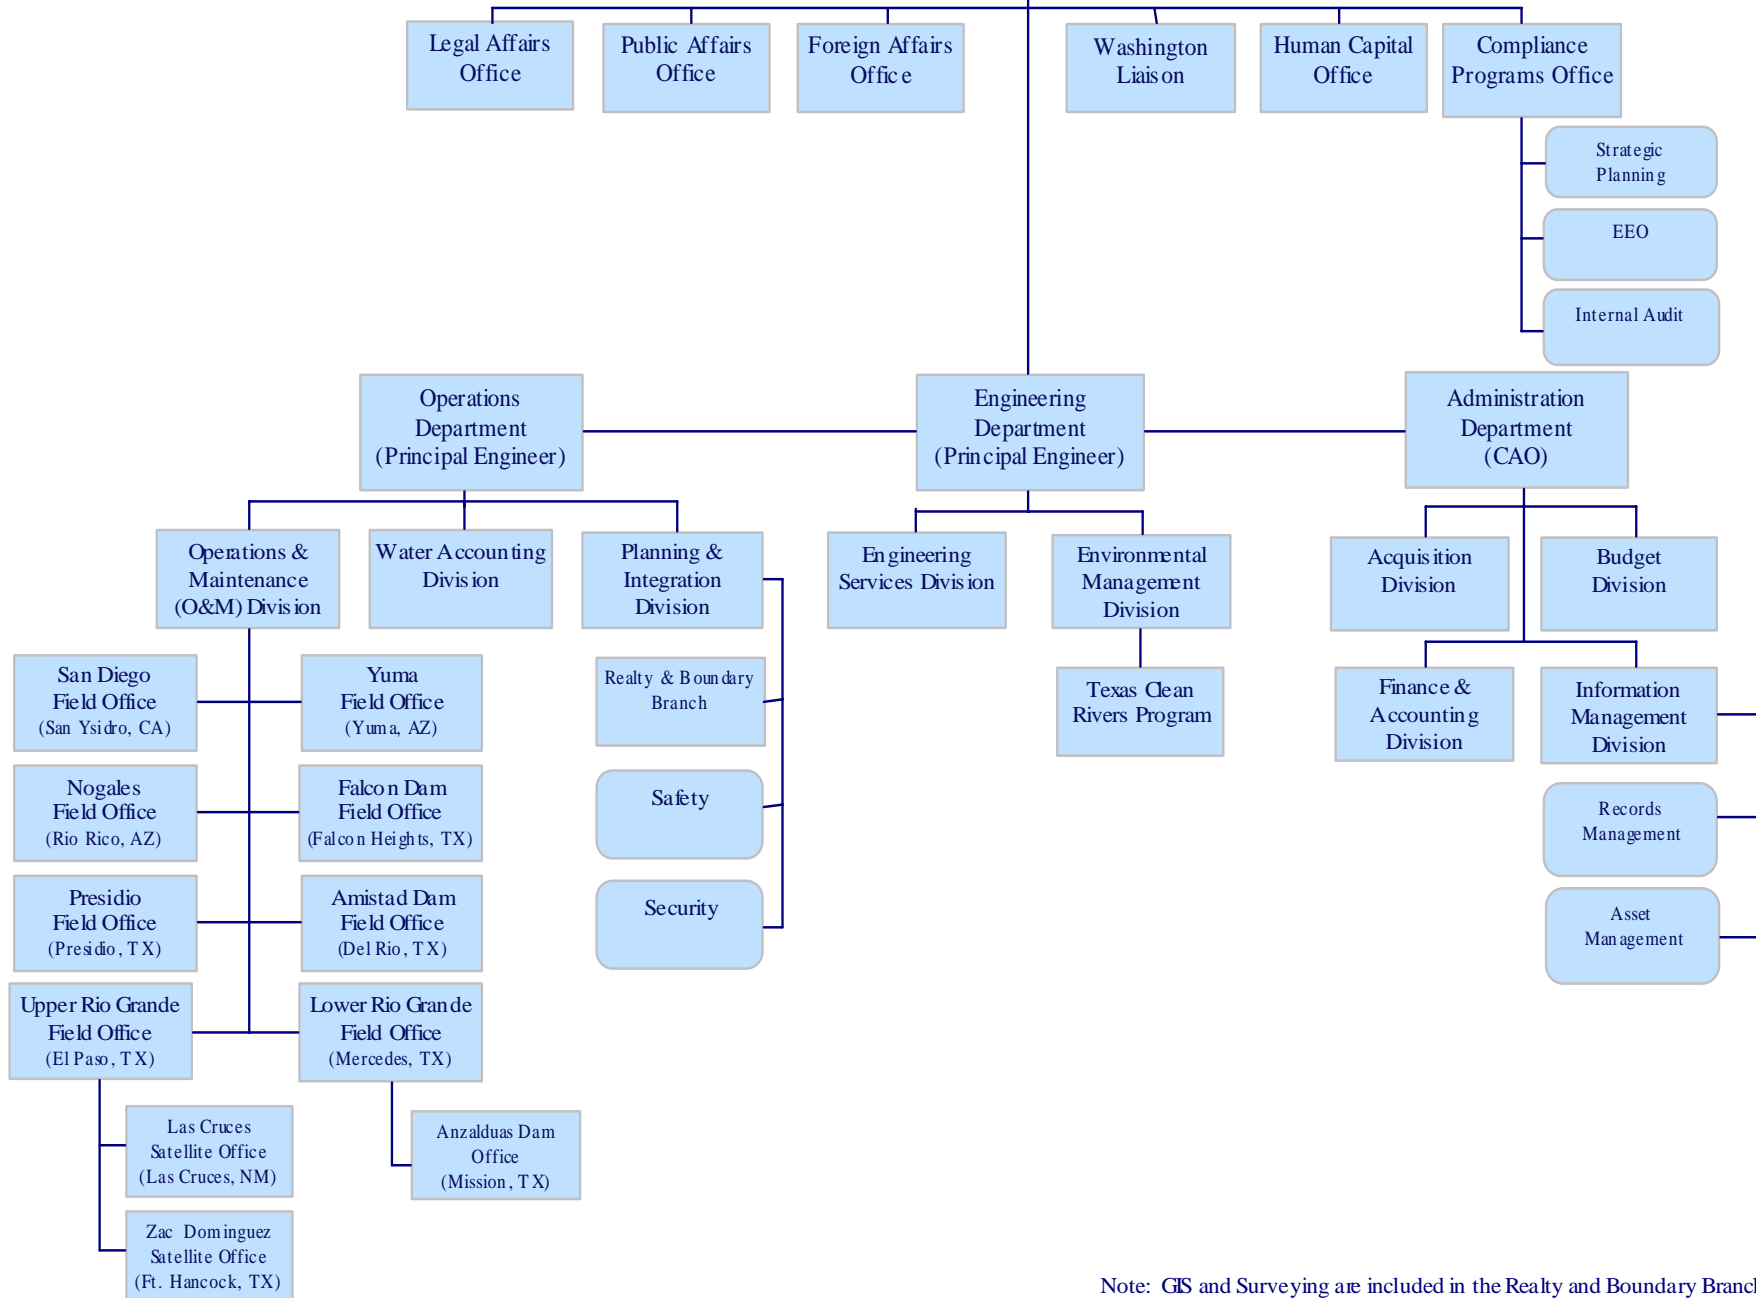 Legal Affairs
Office
Public Affairs
Office
Foreign Affairs
Office
Washington
Liaison
Human Capital
Office
Compliance
Programs Office
Strategic
Planning
EEO
Internal Audit
Operations
Department
(Principal Engineer)
Engineering
Department
(Principal Engineer)
Administration
Department
(CAO)
Operations &
Maintenance
(O&M) Division
Water Accounting
Division
Planning &
Integration
Division
Engineering
Services Division
Environmental
Management
Division
Acquisition
Division
Budget
Division
San Diego
Field Office
(San Ysidro, CA)
Yuma
Field Office
(Yuma, AZ)
Realty & Boundary
Branch
Texas Clean
Rivers Program
Finance &
Accounting
Division
Information
Management
Division
Nogales
Field Office
(Rio Rico, AZ)
Falcon Dam
Field Office
(Falcon Heights, TX)
Safety
Records
Management
Presidio
Field Office
(Presidio, TX)
Amistad Dam
Field Office
(Del Rio, TX)
Security
Asset
Management
Upper Rio Grande
Field Office
(El Paso, TX)
Lower Rio Grande
Field Office
(Mercedes, TX)
Las Cruces
Satellite Office
(Las Cruces, NM)
Anzalduas Dam
Office
(Mission, TX)
Zac Dominguez
Satellite Office
(Ft. Hancock, TX)
Note: GIS and Surveying are included in the Realty and Boundary Branch